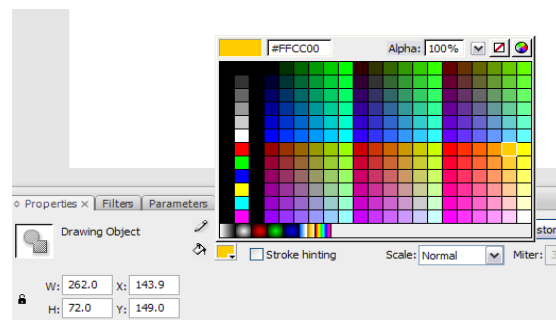 #FFCC00 Alpha: 100%
Properties × Filters Parameters
Drawing Object
Stroke hinting Scale: Normal Miter: 3
W: 262.0 X: 143.9
H: 72.0 Y: 149.0